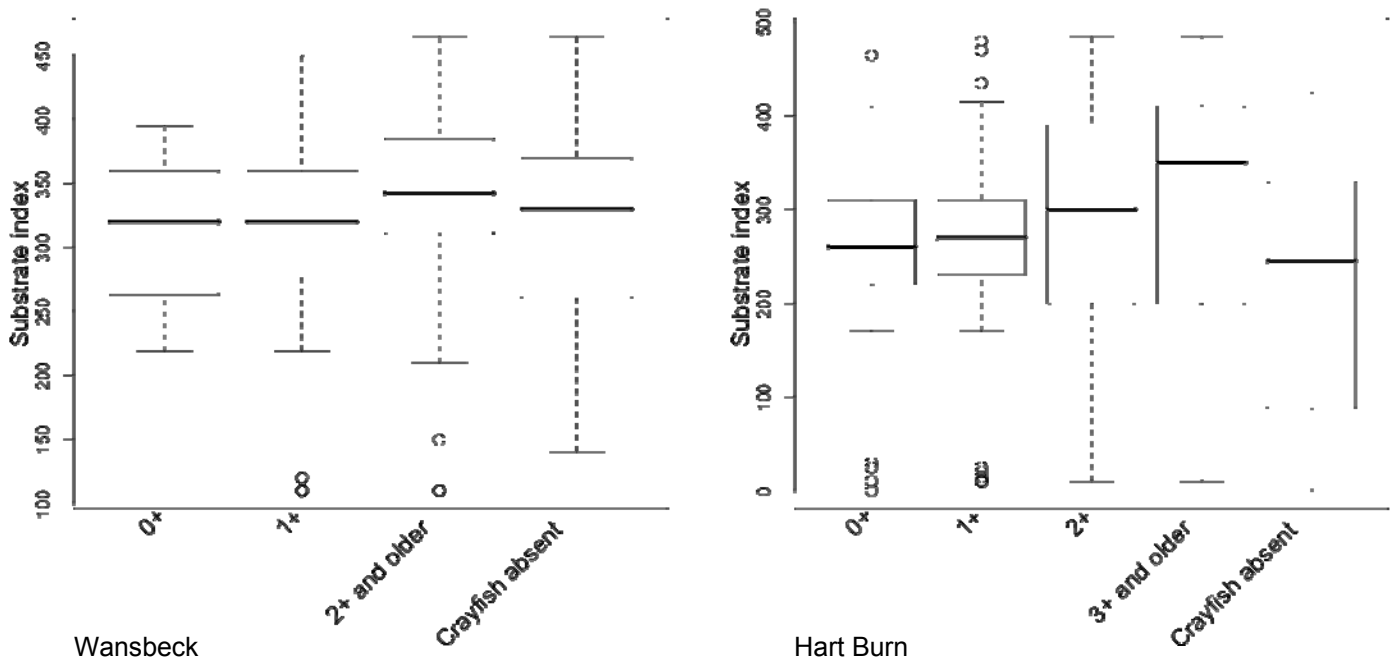 Substrate index
450
400
350
300
250
200
150
100
0+
1+
2+ and older
Crayfish absent
Wansbeck
Substrate index
500
400
300
200
100
0
0+
1+
2+
3+ and older
Crayfish absent
Hart Burn